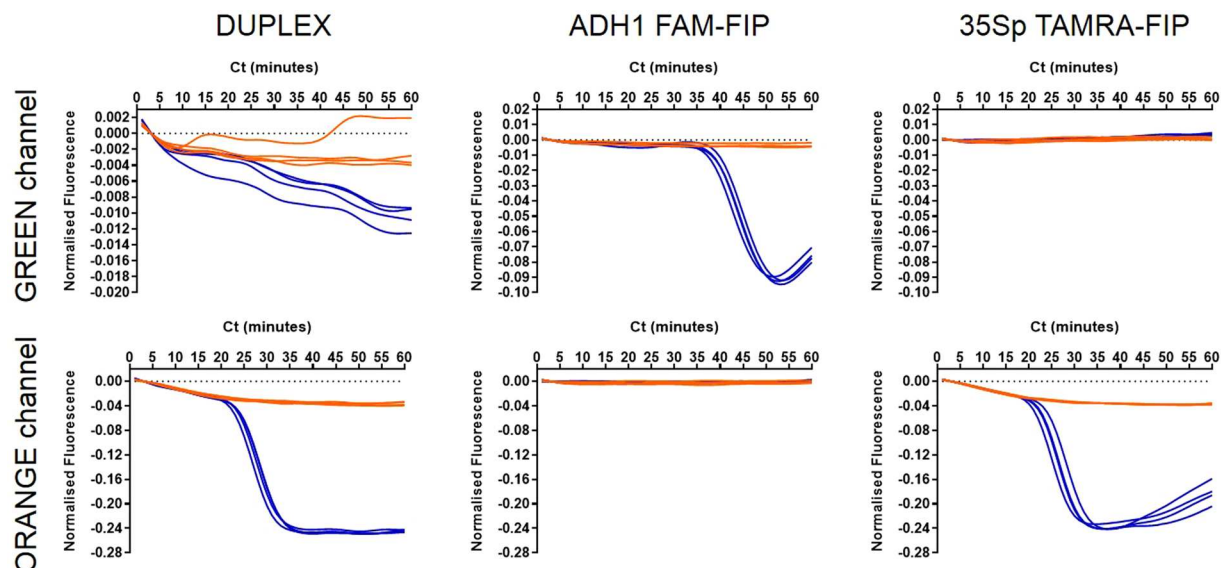 DUPLEX
ADH1 FAM-FIP
35Sp TAMRA-FIP
GREEN channel
Ct (minutes)
0 5 10 15 20 25 30 35 40 45 50 55 60
Normalised Fluorescence
0.002
0.000
-0.002
-0.004
-0.006
-0.008
-0.010
-0.012
-0.014
-0.016
-0.018
-0.020
Ct (minutes)
0 5 10 15 20 25 30 35 40 45 50 55 60
Normalised Fluorescence
0.02
0.01
0.00
-0.01
-0.02
-0.03
-0.04
-0.05
-0.06
-0.07
-0.08
-0.09
-0.10
Ct (minutes)
0 5 10 15 20 25 30 35 40 45 50 55 60
Normalised Fluorescence
0.02
0.01
0.00
-0.01
-0.02
-0.03
-0.04
-0.05
-0.06
-0.07
-0.08
-0.09
-0.10
ORANGE channel
Ct (minutes)
0 5 10 15 20 25 30 35 40 45 50 55 60
Normalised Fluorescence
0.00
-0.04
-0.08
-0.12
-0.16
-0.20
-0.24
-0.28
Ct (minutes)
0 5 10 15 20 25 30 35 40 45 50 55 60
Normalised Fluorescence
0.00
-0.04
-0.08
-0.12
-0.16
-0.20
-0.24
-0.28
Ct (minutes)
0 5 10 15 20 25 30 35 40 45 50 55 60
Normalised Fluorescence
0.00
-0.04
-0.08
-0.12
-0.16
-0.20
-0.24
-0.28